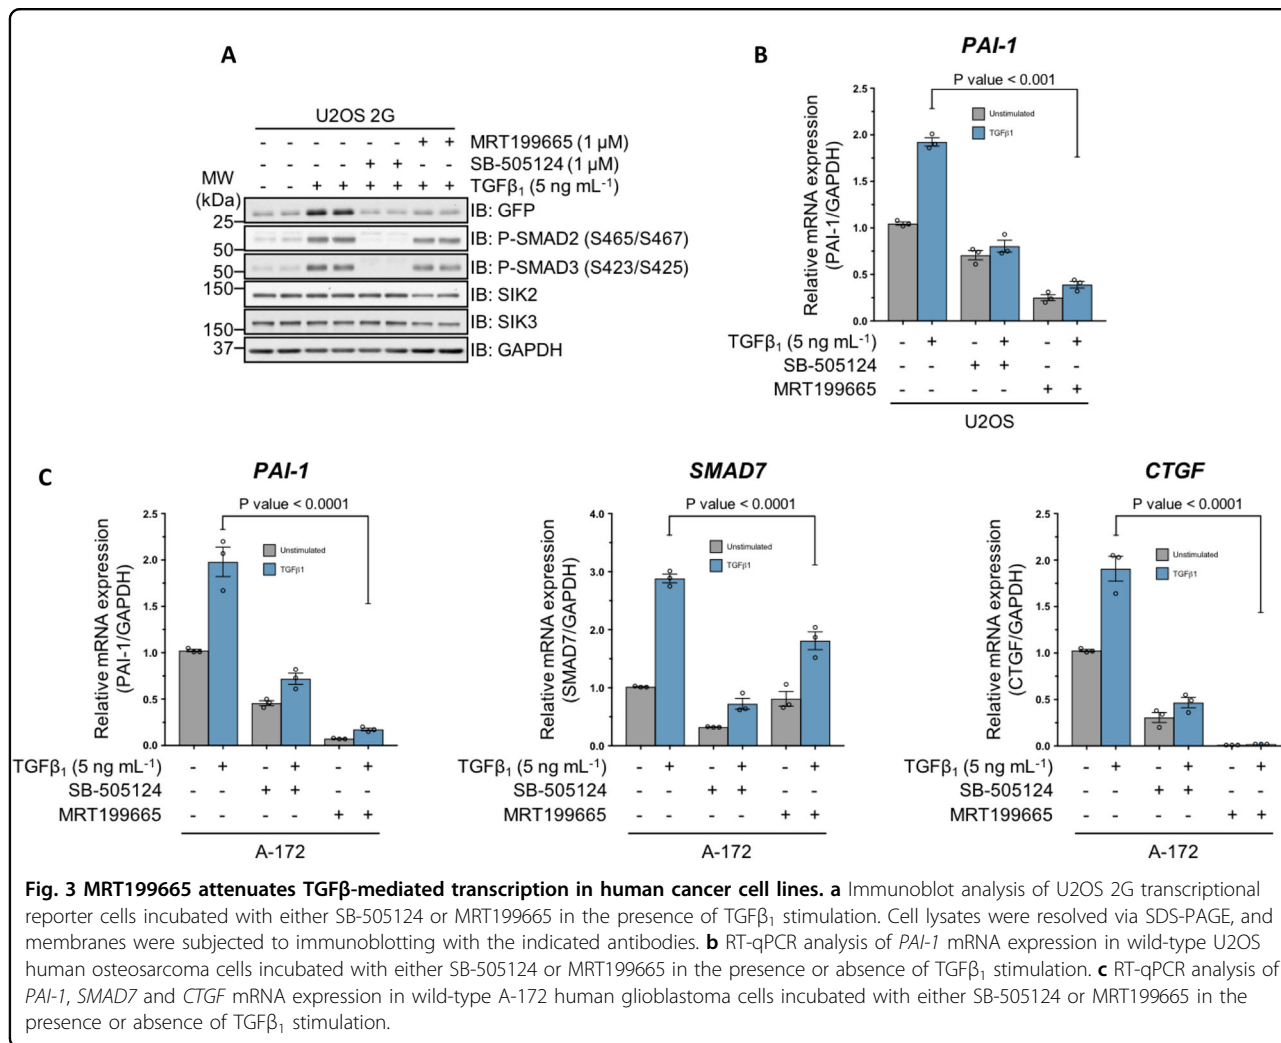 A
U2OS 2G
- - - - - - + + MRT199665 (1 µM)
- - - - + + - - SB-505124 (1 µM)
- - + + + + + + TGFβ1 (5 ng mL-1)
MW
(kDa)
25
IB: GFP
50
IB: P-SMAD2 (S465/S467)
50
IB: P-SMAD3 (S423/S425)
150
IB: SIK2
150
IB: SIK3
37
IB: GAPDH
B
PAI-1
P value < 0.001
Unstimulated
TGFβ1
Relative mRNA expression
(PAI-1/GAPDH)
2.5
2.0
1.5
1.0
0.5
0.0
TGFβ1 (5 ng mL-1) - + - + - +
SB-505124 - - + + - -
MRT199665 - - - - + +
U2OS
C
PAI-1
P value < 0.0001
Unstimulated
TGFβ1
Relative mRNA expression
(PAI-1/GAPDH)
2.5
2.0
1.5
1.0
0.5
0.0
TGFβ1 (5 ng mL-1) - + - + - +
SB-505124 - - + + - -
MRT199665 - - - - + +
A-172
SMAD7
P value < 0.0001
Unstimulated
TGFβ1
Relative mRNA expression
(SMAD7/GAPDH)
4.0
3.0
2.0
1.0
0.0
TGFβ1 (5 ng mL-1) - + - + - +
SB-505124 - - + + - -
MRT199665 - - - - + +
A-172
CTGF
P value < 0.0001
Unstimulated
TGFβ1
Relative mRNA expression
(CTGF/GAPDH)
2.5
2.0
1.5
1.0
0.5
0.0
TGFβ1 (5 ng mL-1) - + - + - +
SB-505124 - - + + - -
MRT199665 - - - - + +
A-172
Fig. 3 MRT199665 attenuates TGFβ-mediated transcription in human cancer cell lines. a Immunoblot analysis of U2OS 2G transcriptional
reporter cells incubated with either SB-505124 or MRT199665 in the presence of TGFβ1 stimulation. Cell lysates were resolved via SDS-PAGE, and
membranes were subjected to immunoblotting with the indicated antibodies. b RT-qPCR analysis of PAI-1 mRNA expression in wild-type U2OS
human osteosarcoma cells incubated with either SB-505124 or MRT199665 in the presence or absence of TGFβ1 stimulation. c RT-qPCR analysis of
PAI-1, SMAD7 and CTGF mRNA expression in wild-type A-172 human glioblastoma cells incubated with either SB-505124 or MRT199665 in the
presence or absence of TGFβ1 stimulation.